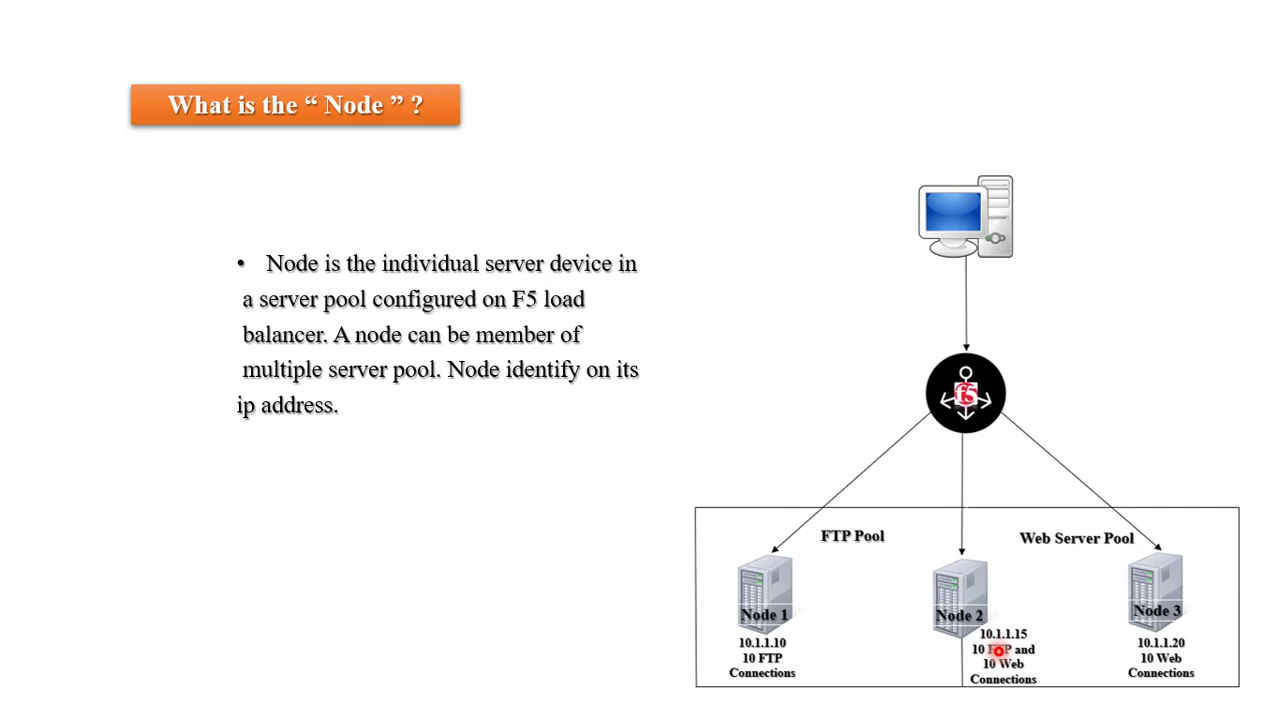 What is the “ Node ” ?
• Node is the individual server device in
a server pool configured on F5 load
balancer. A node can be member of
multiple server pool. Node identify on its
ip address.
f5
FTP Pool
Web Server Pool
Node 1
10.1.1.10
10 FTP
Connections
Node 2
10.1.1.15
10 FTP and
10 Web
Connections
Node 3
10.1.1.20
10 Web
Connections